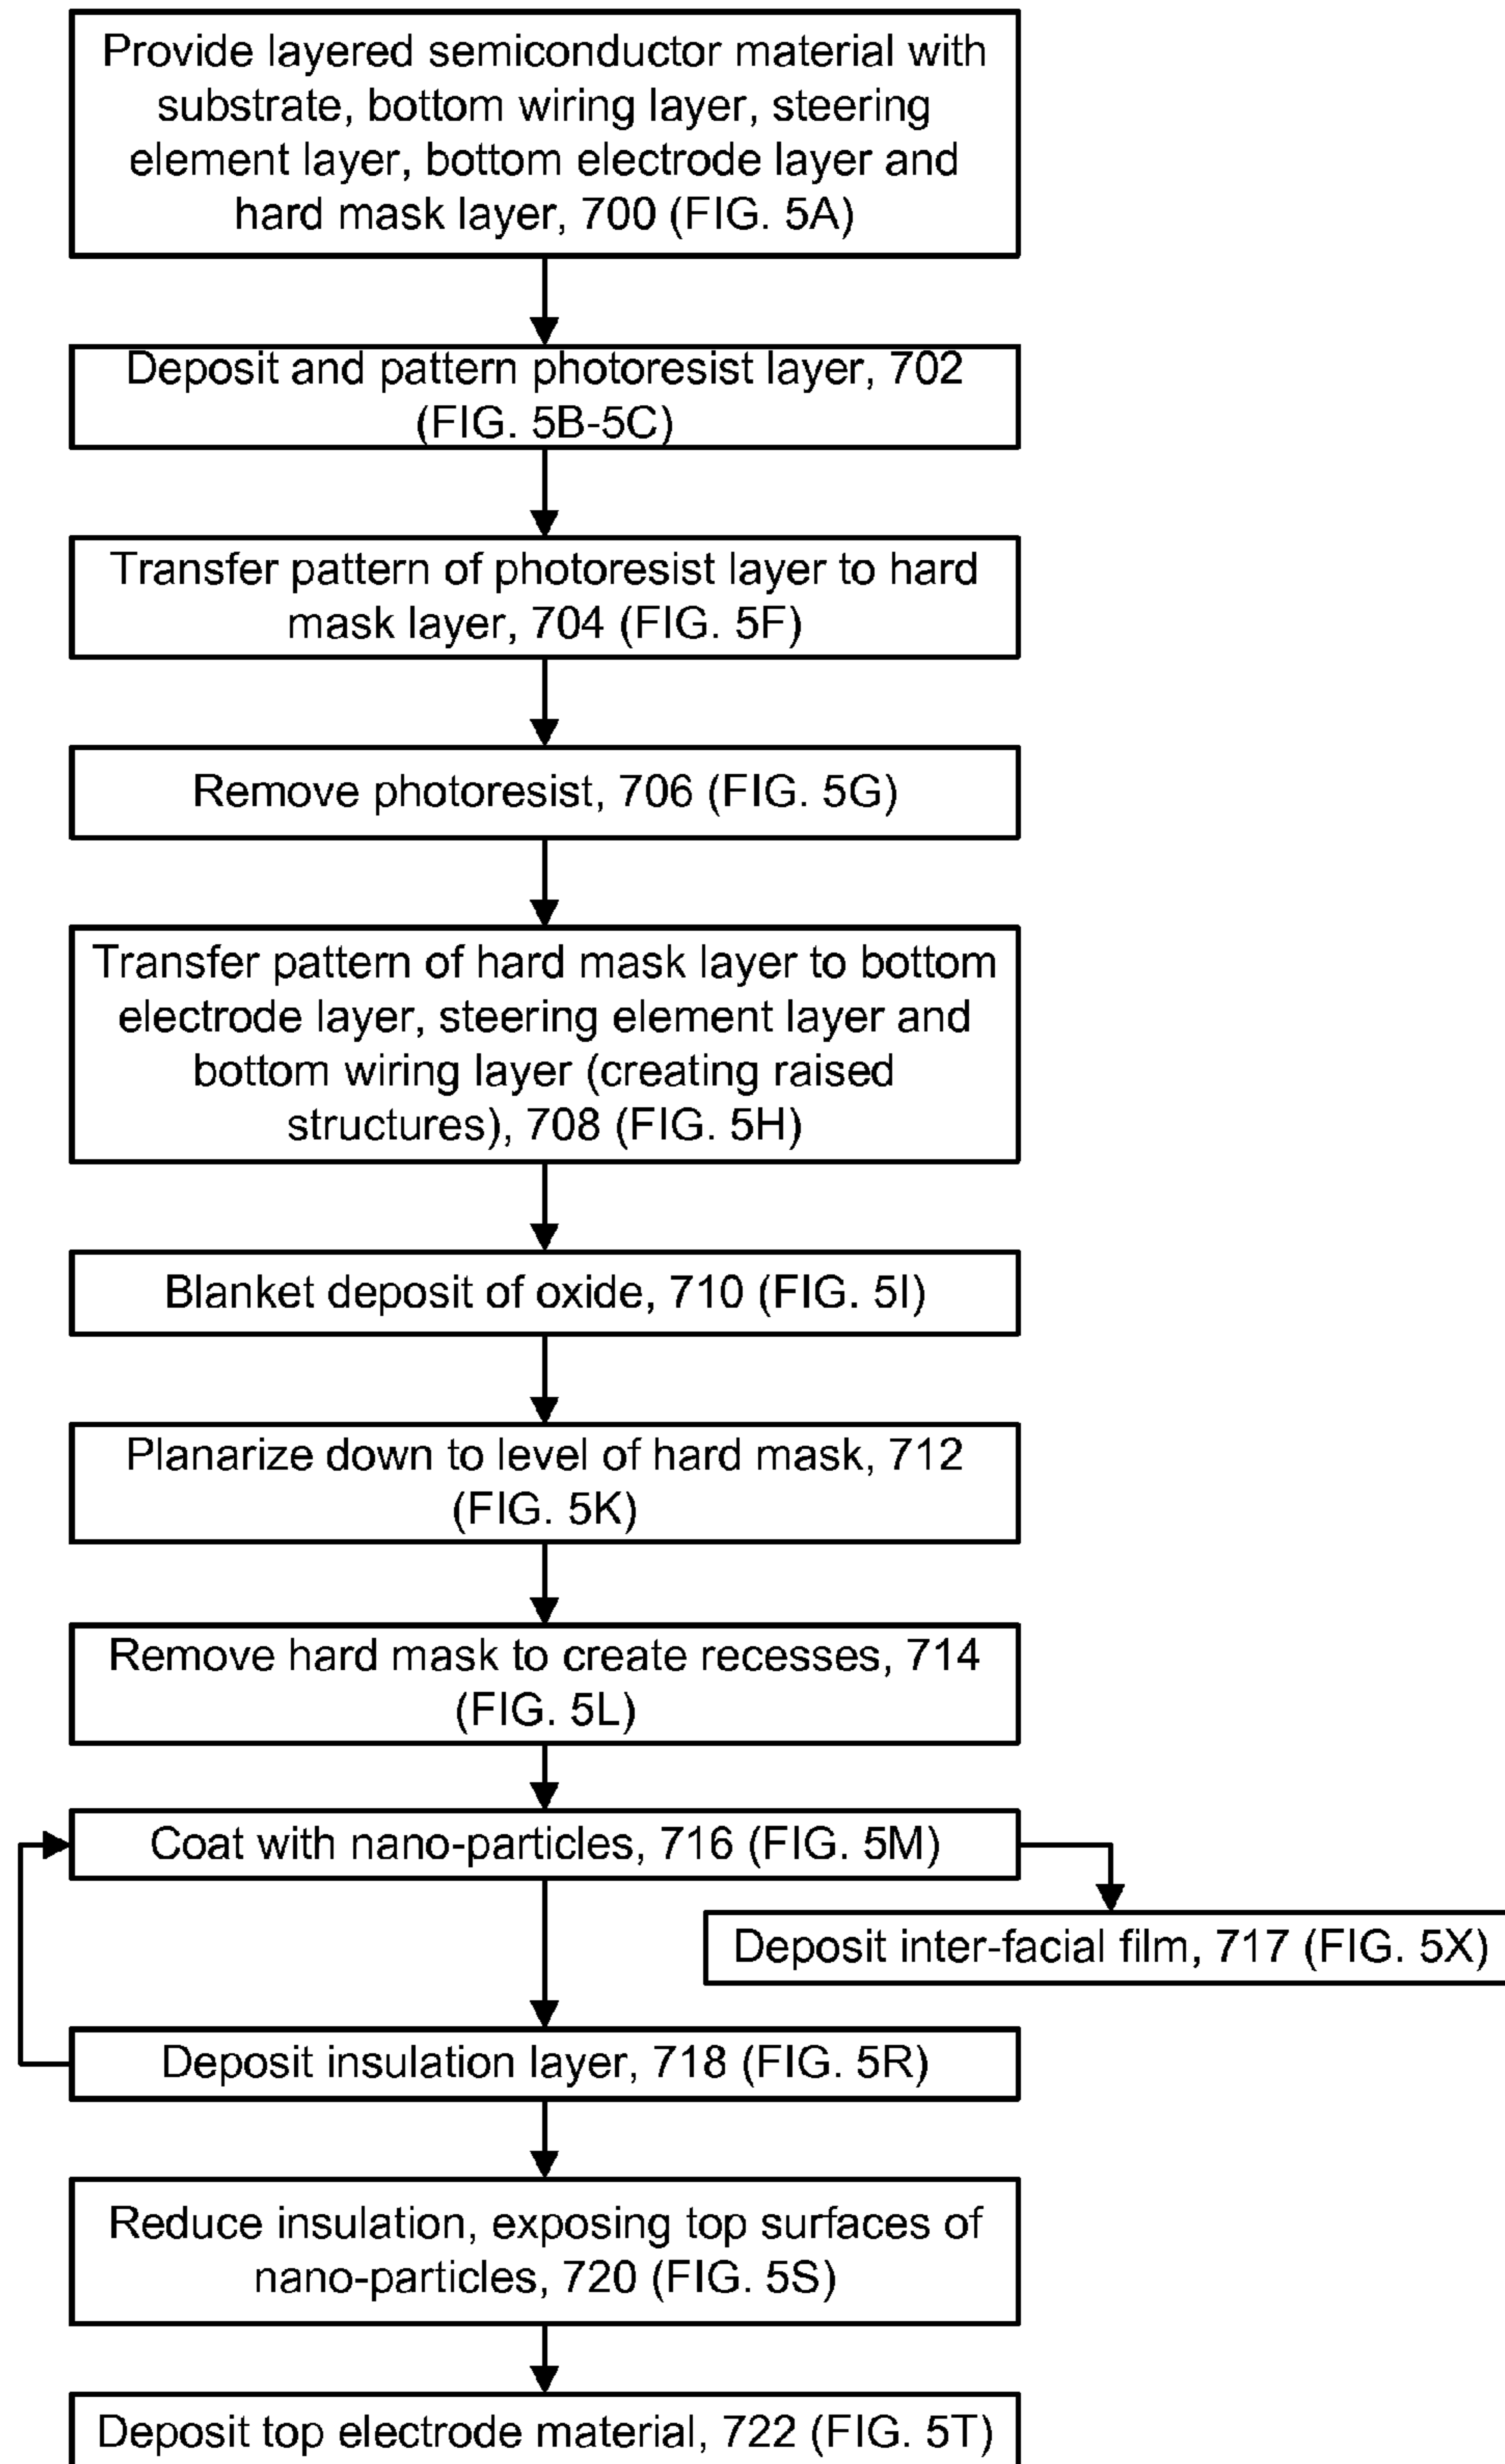 Provide layered semiconductor material with
substrate, bottom wiring layer, steering
element layer, bottom electrode layer and
hard mask layer, 700 (FIG. 5A)
Deposit and pattern photoresist layer, 702
(FIG. 5B-5C)
Transfer pattern of photoresist layer to hard
mask layer, 704 (FIG. 5F)
Remove photoresist, 706 (FIG. 5G)
Transfer pattern of hard mask layer to bottom
electrode layer, steering element layer and
bottom wiring layer (creating raised
structures), 708 (FIG. 5H)
Blanket deposit of oxide, 710 (FIG. 5I)
Planarize down to level of hard mask, 712
(FIG. 5K)
Remove hard mask to create recesses, 714
(FIG. 5L)
Coat with nano-particles, 716 (FIG. 5M)
Deposit inter-facial film, 717 (FIG. 5X)
Deposit insulation layer, 718 (FIG. 5R)
Reduce insulation, exposing top surfaces of
nano-particles, 720 (FIG. 5S)
Deposit top electrode material, 722 (FIG. 5T)